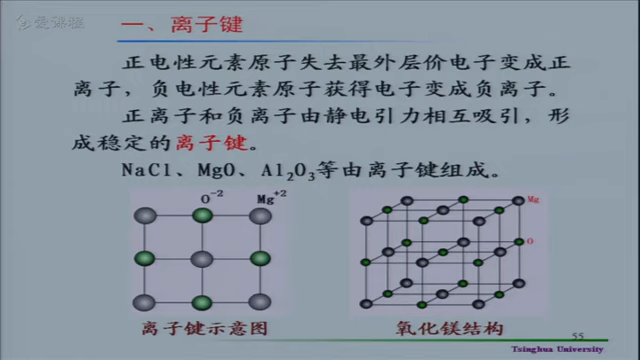 爱课程
一、离子键
正电性元素原子失去最外层价电子变成正
离子，负电性元素原子获得电子变成负离子。
正离子和负离子由静电引力相互吸引，形
成稳定的离子键。
NaCl、MgO、Al₂O₃等由离子键组成。
O⁻² Mg⁺²
Mg
O
离子键示意图 氧化镁结构
55
Tsinghua University